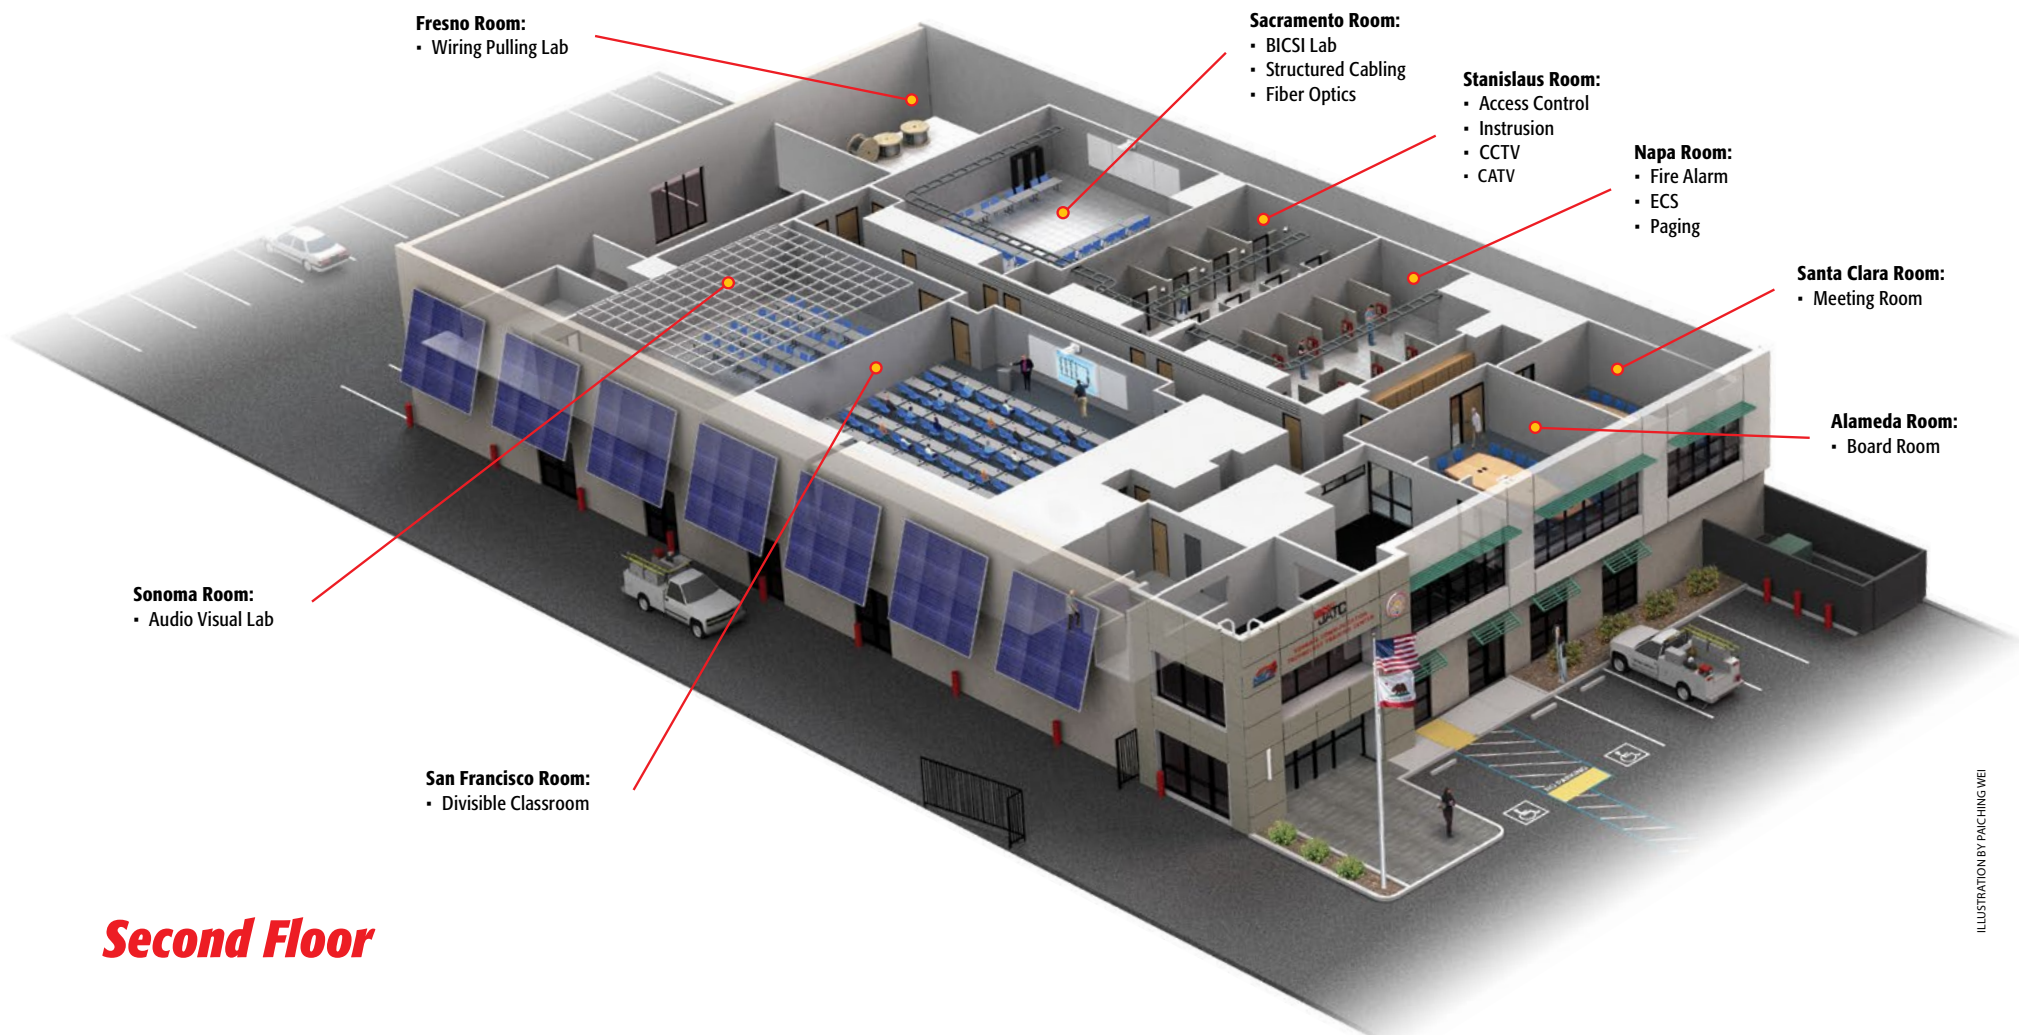 Fresno Room:
▪ Wiring Pulling Lab
Sacramento Room:
▪ BICSI Lab
▪ Structured Cabling
▪ Fiber Optics
Stanislaus Room:
▪ Access Control
▪ Instrusion
▪ CCTV
▪ CATV
Napa Room:
▪ Fire Alarm
▪ ECS
▪ Paging
Santa Clara Room:
▪ Meeting Room
Alameda Room:
▪ Board Room
Sonoma Room:
▪ Audio Visual Lab
San Francisco Room:
▪ Divisible Classroom
JATC
NO PARKING
Second Floor
ILLUSTRATION BY PAICHING WEI